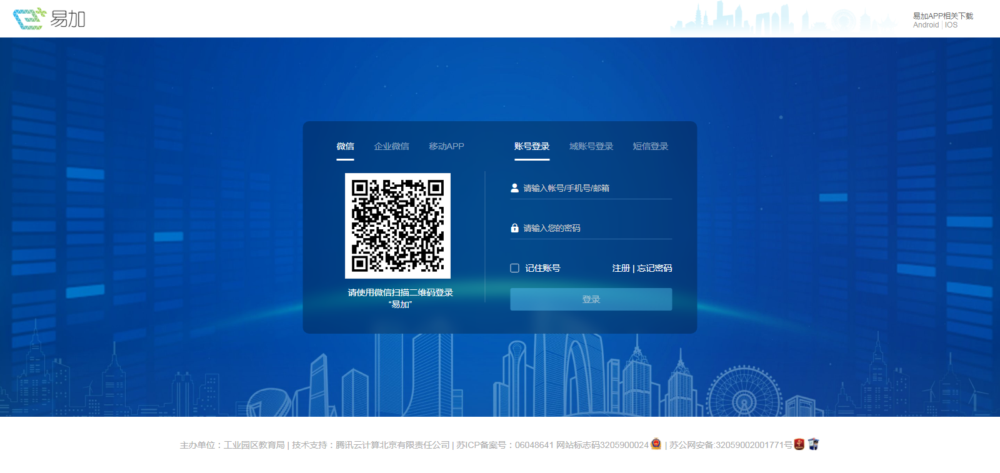 易加
易加APP相关下载
Android | IOS
微信 企业微信 移动APP
账号登录 域账号登录 短信登录
请输入帐号/手机号/邮箱
请输入您的密码
记住账号 注册 | 忘记密码
登录
请使用微信扫描二维码登录
“易加”
主办单位：工业园区教育局 | 技术支持：腾讯云计算北京有限责任公司 | 苏ICP备案号：06048641 网站标志码3205900024 | 苏公网安备:32059002001771号